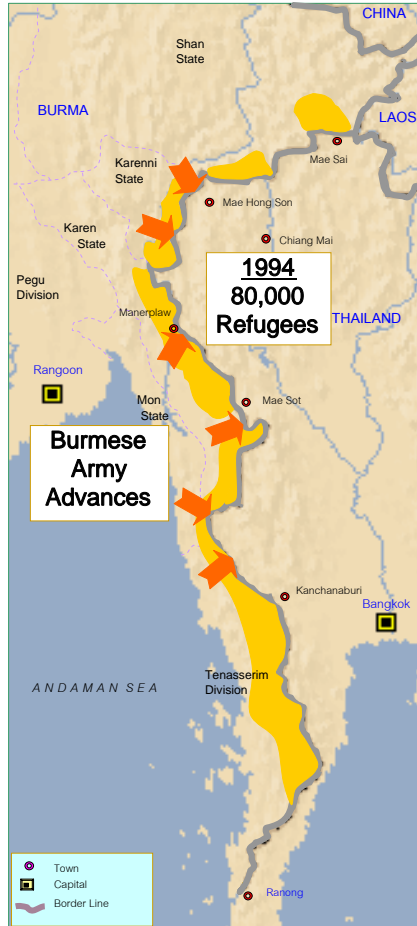 CHINA
Shan
State
BURMA
LAOS
Mae Sai
Karenni
State
Mae Hong Son
Karen
State
Chiang Mai
1994
80,000
Refugees
Pegu
Division
Manerplaw
THAILAND
Rangoon
Mon
State
Mae Sot
Burmese
Army
Advances
Kanchanaburi
Bangkok
Tenasserim
Division
ANDAMAN SEA
Town
Capital
Border Line
Ranong